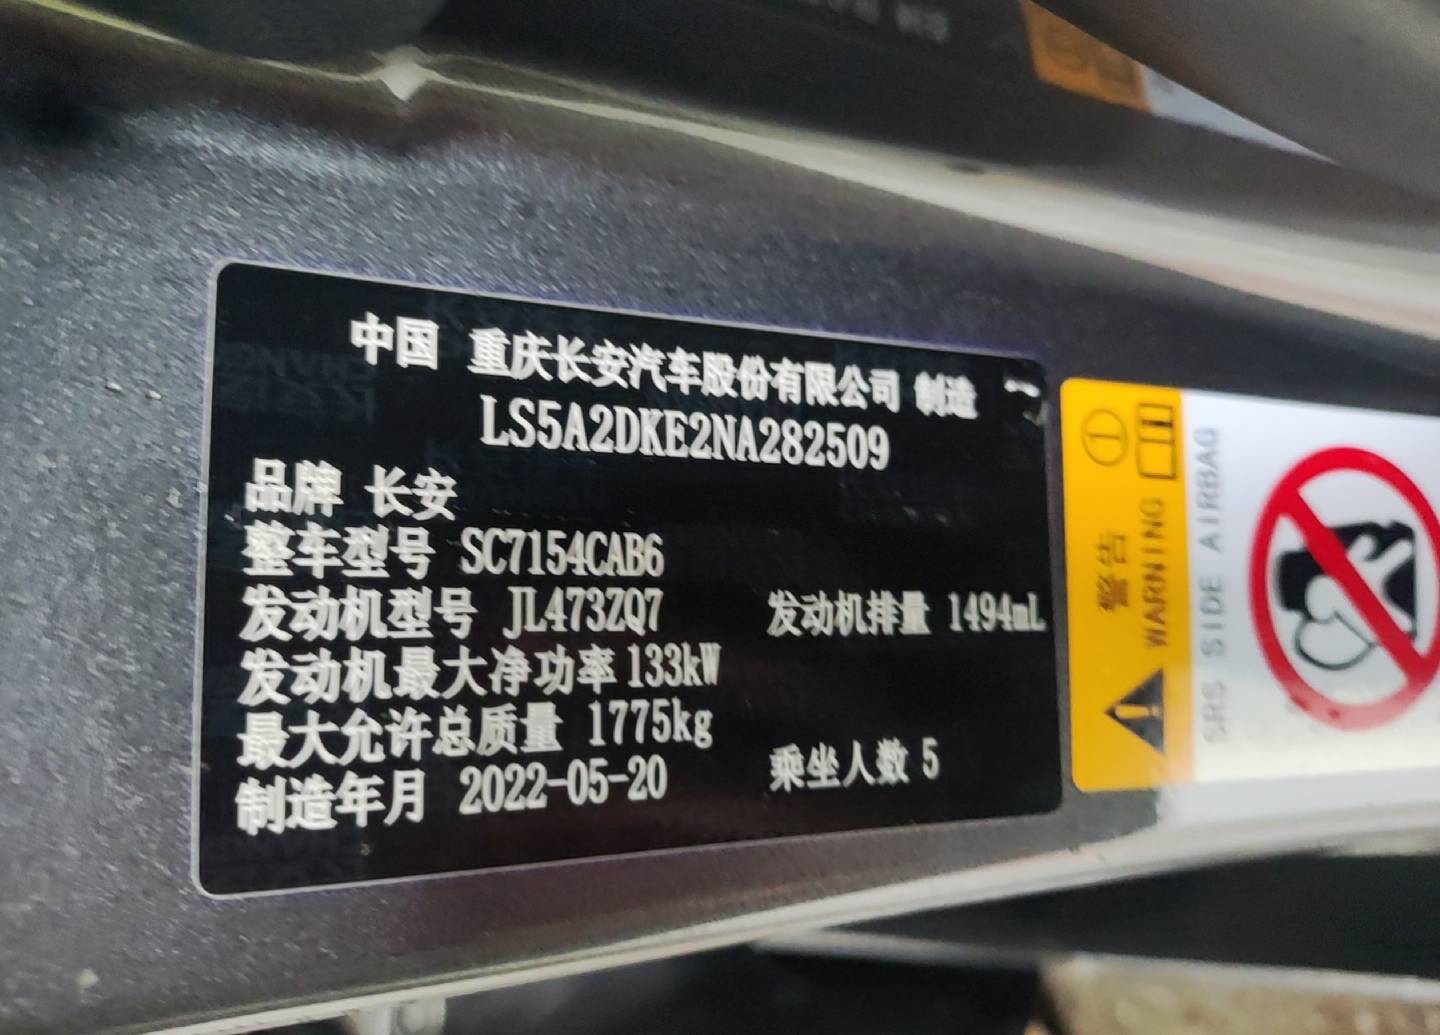 中国 重庆长安汽车股份有限公司 制造
LS5A2DKE2NA282509
品牌 长安
整车型号 SC7154CAB6
发动机型号 JL473ZQ7 发动机排量 1494mL
发动机最大净功率 133kW
最大允许总质量 1775kg
制造年月 2022-05-20 乘坐人数 5
警告
WARNING
SRS SIDE AIRBAG